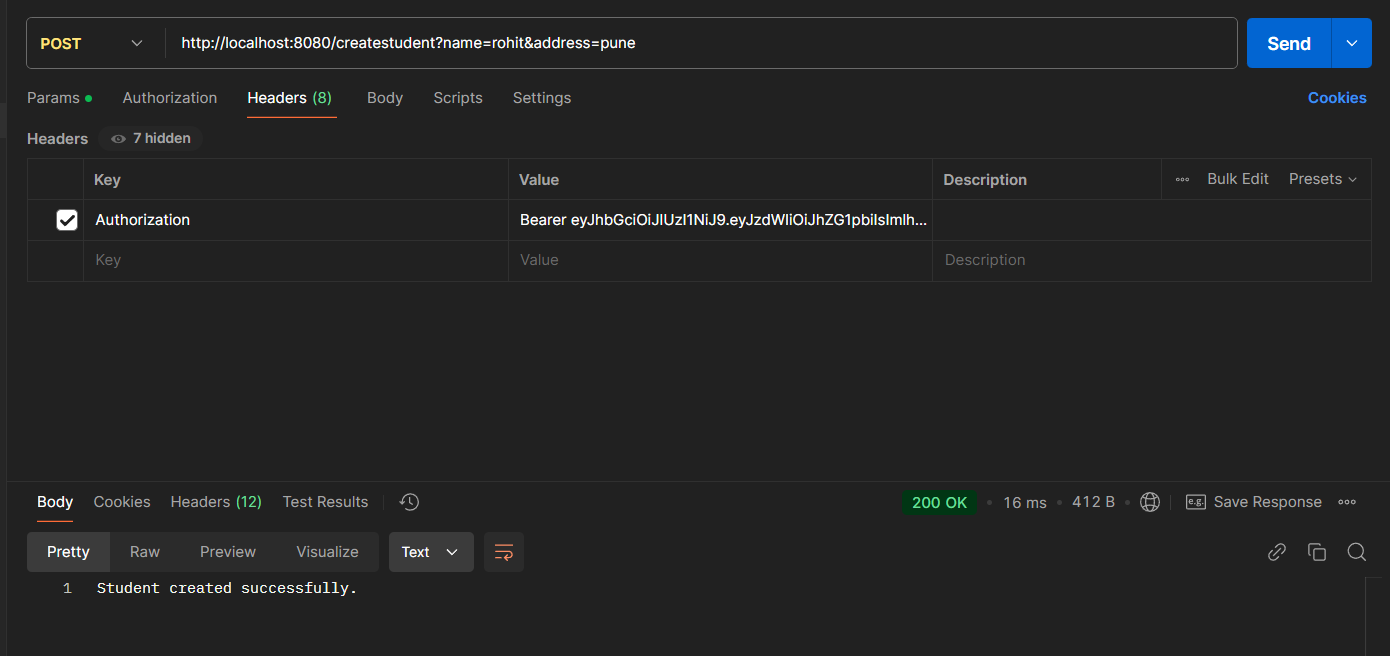 POST http://localhost:8080/createstudent?name=rohit&address=pune Send
Params Authorization Headers (8) Body Scripts Settings Cookies
Headers 7 hidden
Key Value Description Bulk Edit Presets
Authorization Bearer eyJhbGciOiJIUzI1NiJ9.eyJzdWIiOiJhZG1pbiIsImlh...
Key Value Description
Body Cookies Headers (12) Test Results 200 OK 16 ms 412 B e.g. Save Response
Pretty Raw Preview Visualize Text
1 Student created successfully.